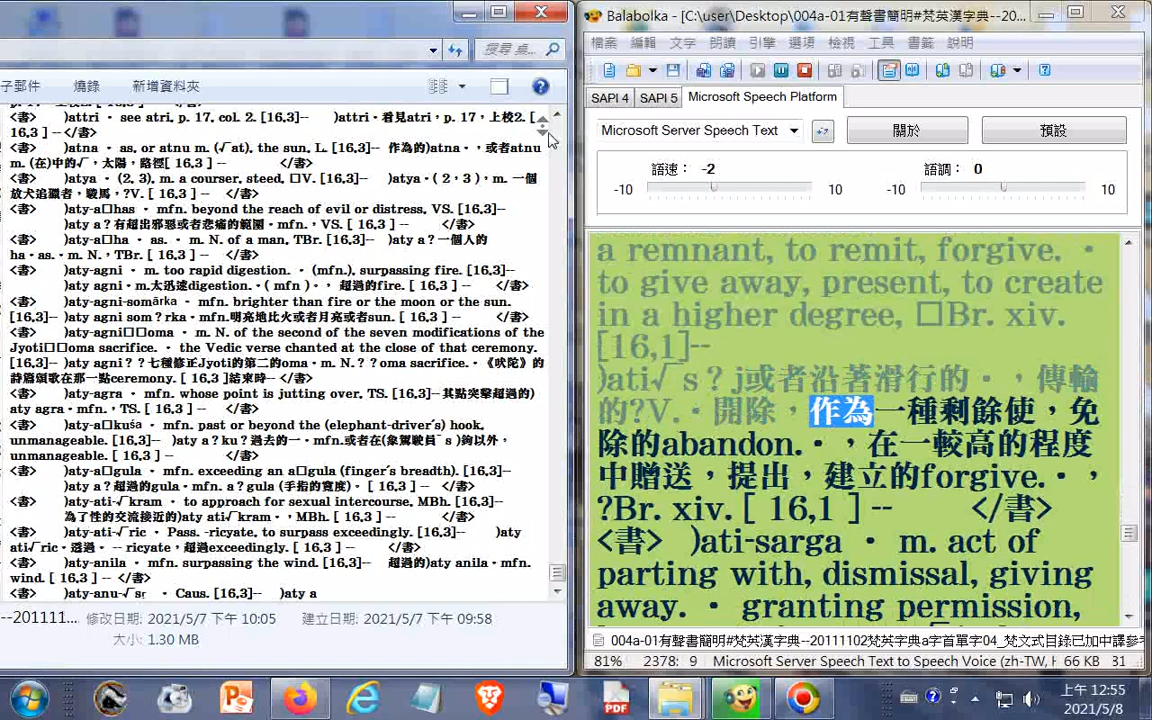 搜尋 桌...
子郵件 燒錄 新增資料夾
<書> )attri · see atri. p. 17, col. 2. [16.3]-- )attri · 看見atri,p. 17,上校2. [
16,3 ] -- </書>
<書> )atna · as. or atnu m. (√at), the sun, L. [16.3]-- 作為的)atna · ,或者atnu
m. (在)中的√,太陽,路徑[ 16.3 ] </書>
<書> )atya · (2, 3), m. a courser, steed, □V. [16,3]-- )atya · ( 2,3 ),m. 一個
放犬追獵者,駿馬,?V. [ 16,3 ] </書>
<書> )aty-a□has · mfn. beyond the reach of evil or distress, VS. [16,3]--
)aty a?有超出邪惡或者悲痛的範圍 · mfn.,VS. [ 16.3 ] </書>
<書> )aty-a□ha · as. · m. N. of a man, TBr. [16.3]-- )aty a?一個人的
ha · as. · m. N., TBr. [ 16.3 ] </書>
<書> )aty-agni · m. too rapid digestion. · (mfn.), surpassing fire. [16.3]--
)aty agni · m.太迅速digestion. · ( mfn ) · ,超過的fire. [ 16.3 ] </書>
<書> )aty-agni-somārka · mfn. brighter than fire or the moon or the sun.
[16,3]-- )aty agni som?rka · mfn.明亮地比火或者月亮或者sun. [ 16.3 ] </書>
<書> )aty-agni□□oma · m. N. of the second of the seven modifications of the
Jyoti□□oma sacrifice. · the Vedic verse chanted at the close of that ceremony.
[16.3]-- )aty agni??七種修正Jyoti的第二的oma · m. N.??oma sacrifice. · 《吠陀》的
詩篇頌歌在那一點ceremony. [ 16,3 ]結束時-- </書>
<書> )aty-agra · mfn. whose point is jutting over, TS. [16.3]-- 其點突擊超過的)
aty agra · mfn.,TS. [ 16.3 ] </書>
<書> )aty-a□kuśa · mfn. past or beyond the (elephant-driver's) hook,
unmanageable. [16.3]-- )aty a?ku?過去的一 · mfn.或者在(象駕駛員" s )鉤以外,
unmanageable. [ 16.3 ] </書>
<書> )aty-a□gula · mfn. exceeding an a□gula (finger's breadth). [16.3]--
)aty a?超過的gula · mfn. a?gula (手指的寬度) · [ 16.3 ] </書>
<書> )aty-ati-√kram · to approach for sexual intercourse, MBh. [16,3]--
為了性的交流接近的)aty ati√kram · ,MBh. [ 16.3 ] </書>
<書> )aty-ati-√ric · Pass. -ricyate, to surpass exceedingly. [16.3]-- )aty
ati√ric · 透過 · -- ricyate,超過exceedingly. [ 16.3 ] </書>
<書> )aty-anila · mfn. surpassing the wind. [16.3]-- 超過的)aty anila · mfn.
wind. [ 16.3 ] -- </書>
<書> )aty-anu-√sṛ · Caus. [16.3]-- )aty a
--201111... 修改日期: 2021/5/7 下午 10:05 建立日期: 2021/5/7 下午 09:58
大小: 1.30 MB
Balabolka - [C:\user\Desktop\004a-01有聲書簡明#梵英漢字典--20...
檔案 編輯 文字 朗讀 引擎 選項 檢視 工具 書籤 說明
SAPI 4 SAPI 5 Microsoft Speech Platform
Microsoft Server Speech Text 關於 預設
語速: -2 語調: 0
-10 10 -10 10
a remnant, to remit, forgive. ·
to give away, present, to create
in a higher degree, □Br. xiv.
[16,1]--
)ati√ s?j或者沿著滑行的 · ,傳輸
的?V. · 開除,作為一種剩餘使,免
除的abandon. · ,在一較高的程度
中贈送,提出,建立的forgive. · ,
?Br. xiv. [ 16,1 ] -- </書>
<書> )ati-sarga · m. act of
parting with, dismissal, giving
away. · granting permission,
004a-01有聲書簡明#梵英漢字典--20111102梵英字典a字首單字04_梵文式目錄已加中譯參考
81% 2378: 9 Microsoft Server Speech Text to Speech Voice (zh-TW, H 66 KB 31
上午 12:55
2021/5/8